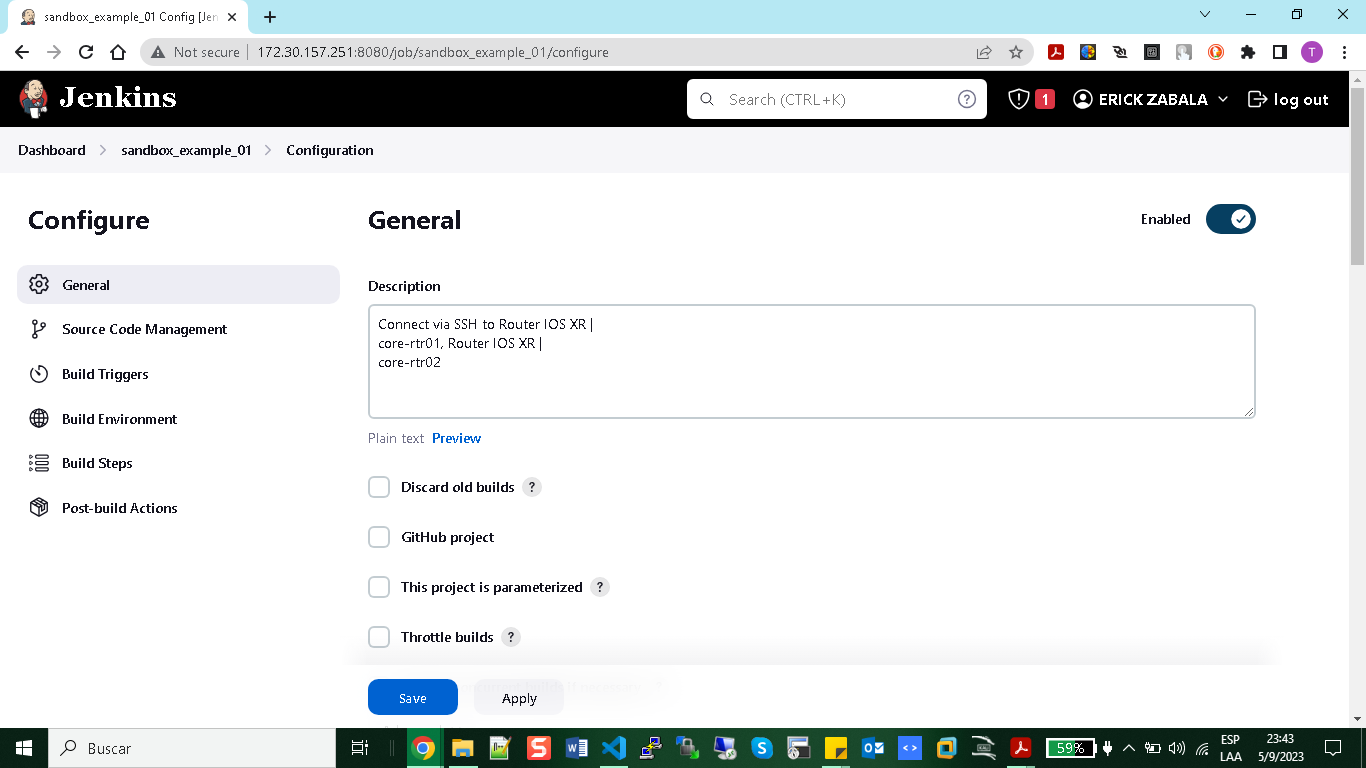 sandbox_example_01 Config [Jen
Not secure
172.30.157.251:8080/job/sandbox_example_01/configure
T
Jenkins
Search (CTRL+K)
?
1
ERICK ZABALA
log out
Dashboard
sandbox_example_01
Configuration
Configure
General
Enabled
General
Source Code Management
Build Triggers
Build Environment
Build Steps
Post-build Actions
Description
Connect via SSH to Router IOS XR |
core-rtr01, Router IOS XR |
core-rtr02
Plain text Preview
Discard old builds ?
GitHub project
This project is parameterized ?
Throttle builds ?
Save
Apply
Buscar
59%
ESP
LAA
23:43
5/9/2023